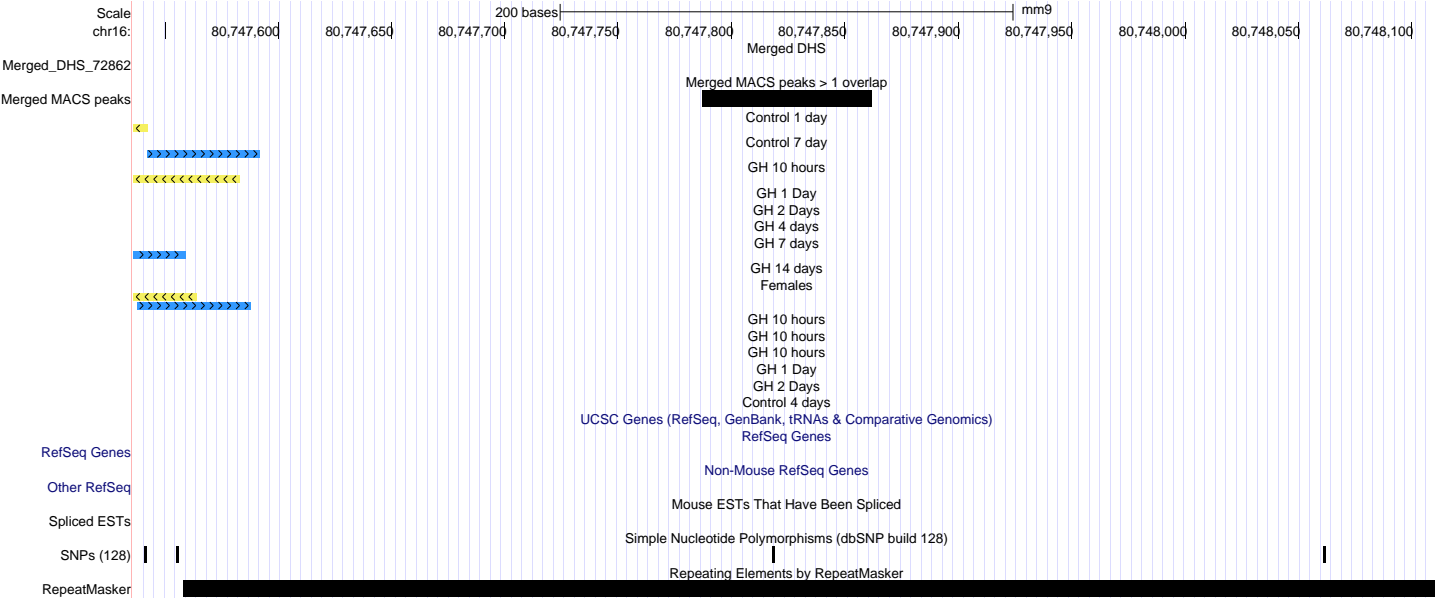 Scale 200 bases mm9
chr16: 80,747,600 80,747,650 80,747,700 80,747,750 80,747,800 80,747,850 80,747,900 80,747,950 80,748,000 80,748,050 80,748,100
Merged DHS
Merged_DHS_72862
Merged MACS peaks > 1 overlap
Merged MACS peaks
Control 1 day
Control 7 day
GH 10 hours
GH 1 Day
GH 2 Days
GH 4 days
GH 7 days
GH 14 days
Females
GH 10 hours
GH 10 hours
GH 10 hours
GH 1 Day
GH 2 Days
Control 4 days
UCSC Genes (RefSeq, GenBank, tRNAs & Comparative Genomics)
RefSeq Genes
RefSeq Genes
Non-Mouse RefSeq Genes
Other RefSeq
Mouse ESTs That Have Been Spliced
Spliced ESTs
Simple Nucleotide Polymorphisms (dbSNP build 128)
SNPs (128)
Repeating Elements by RepeatMasker
RepeatMasker